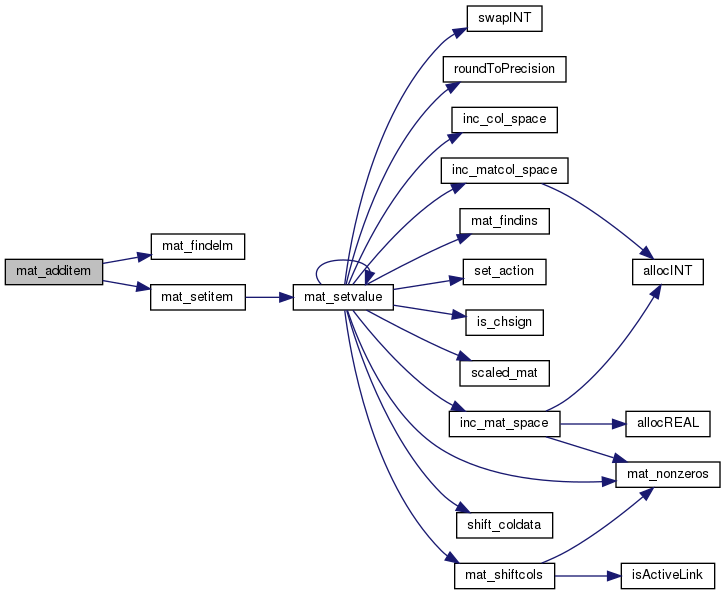 swapINT
roundToPrecision
inc_col_space
inc_matcol_space
mat_findins
mat_findelm
set_action
allocINT
mat_additem
mat_setitem
mat_setvalue
is_chsign
scaled_mat
inc_mat_space
allocREAL
mat_nonzeros
shift_coldata
mat_shiftcols
isActiveLink